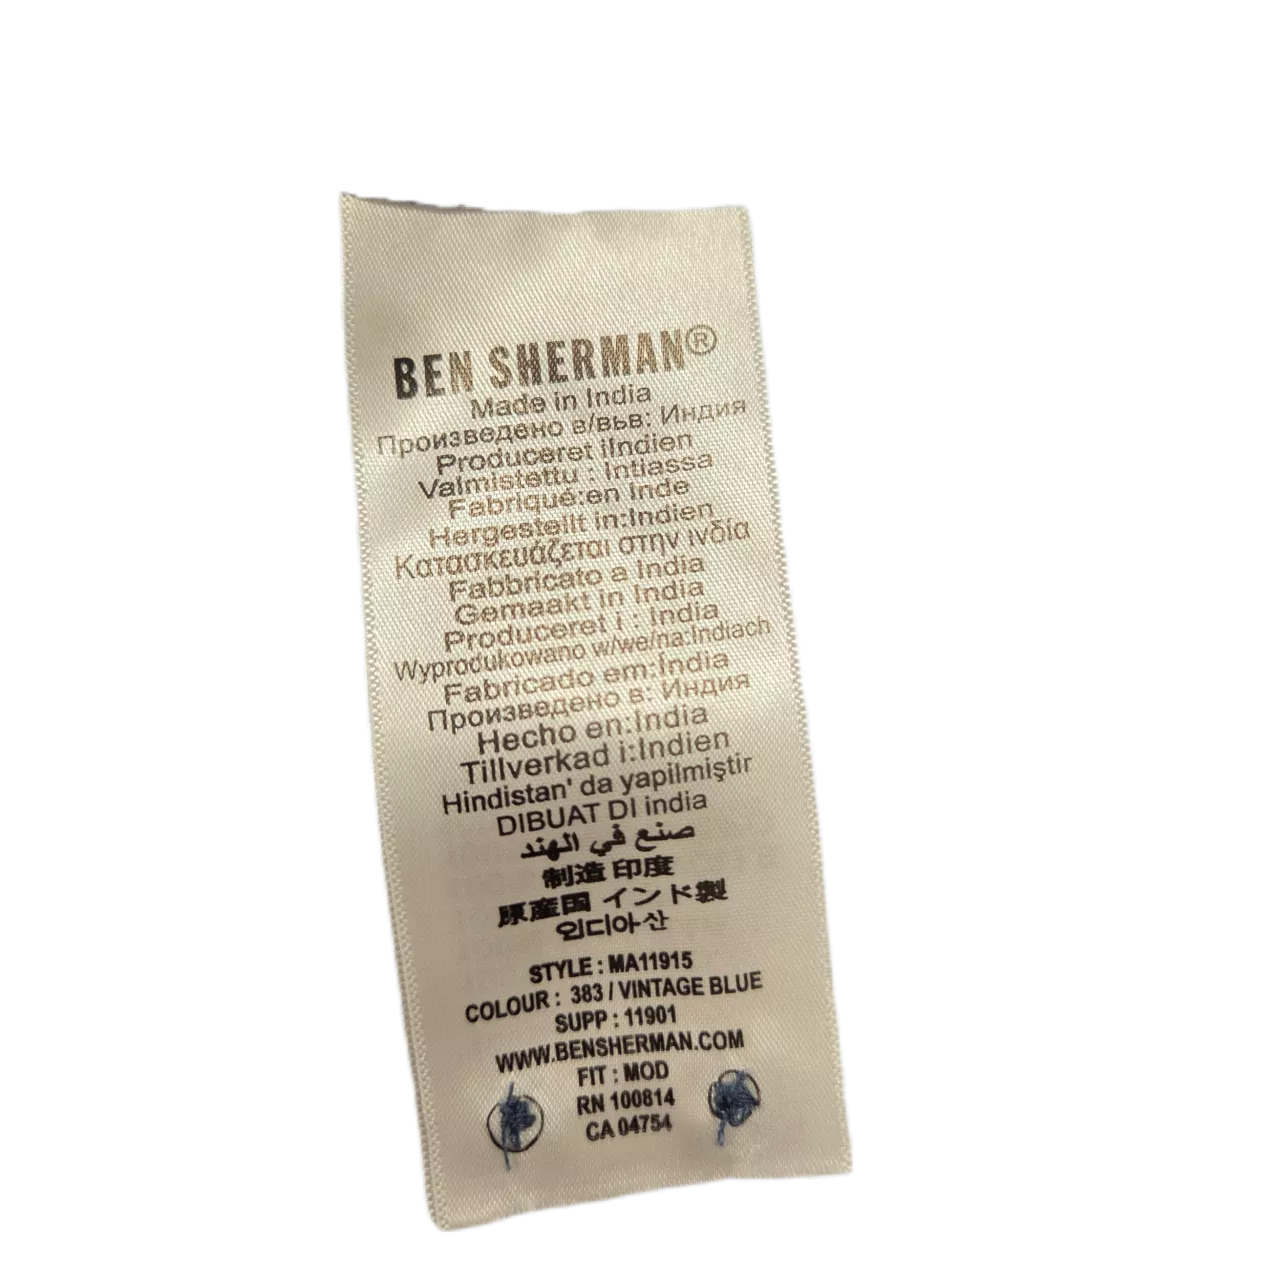 BEN SHERMAN®
Made in India
Произведено в/във: Индия
Produceret iIndien
Valmistettu : Intiassa
Fabriqué:en Inde
Hergestellt in:Indien
Κατασκευάζεται στην ινδία
Fabbricato a India
Gemaakt in India
Produceret i : India
Wyprodukowano w/we/na:Indiach
Fabricado em:Índia
Произведено в: Индия
Hecho en:India
Tillverkad i:Indien
Hindistan' da yapilmiştir
DIBUAT DI india
صنع في الهند
制造 印度
原産国 インド製
인디아산
STYLE : MA11915
COLOUR : 383 / VINTAGE BLUE
SUPP : 11901
WWW.BENSHERMAN.COM
FIT : MOD
RN 100814
CA 04754